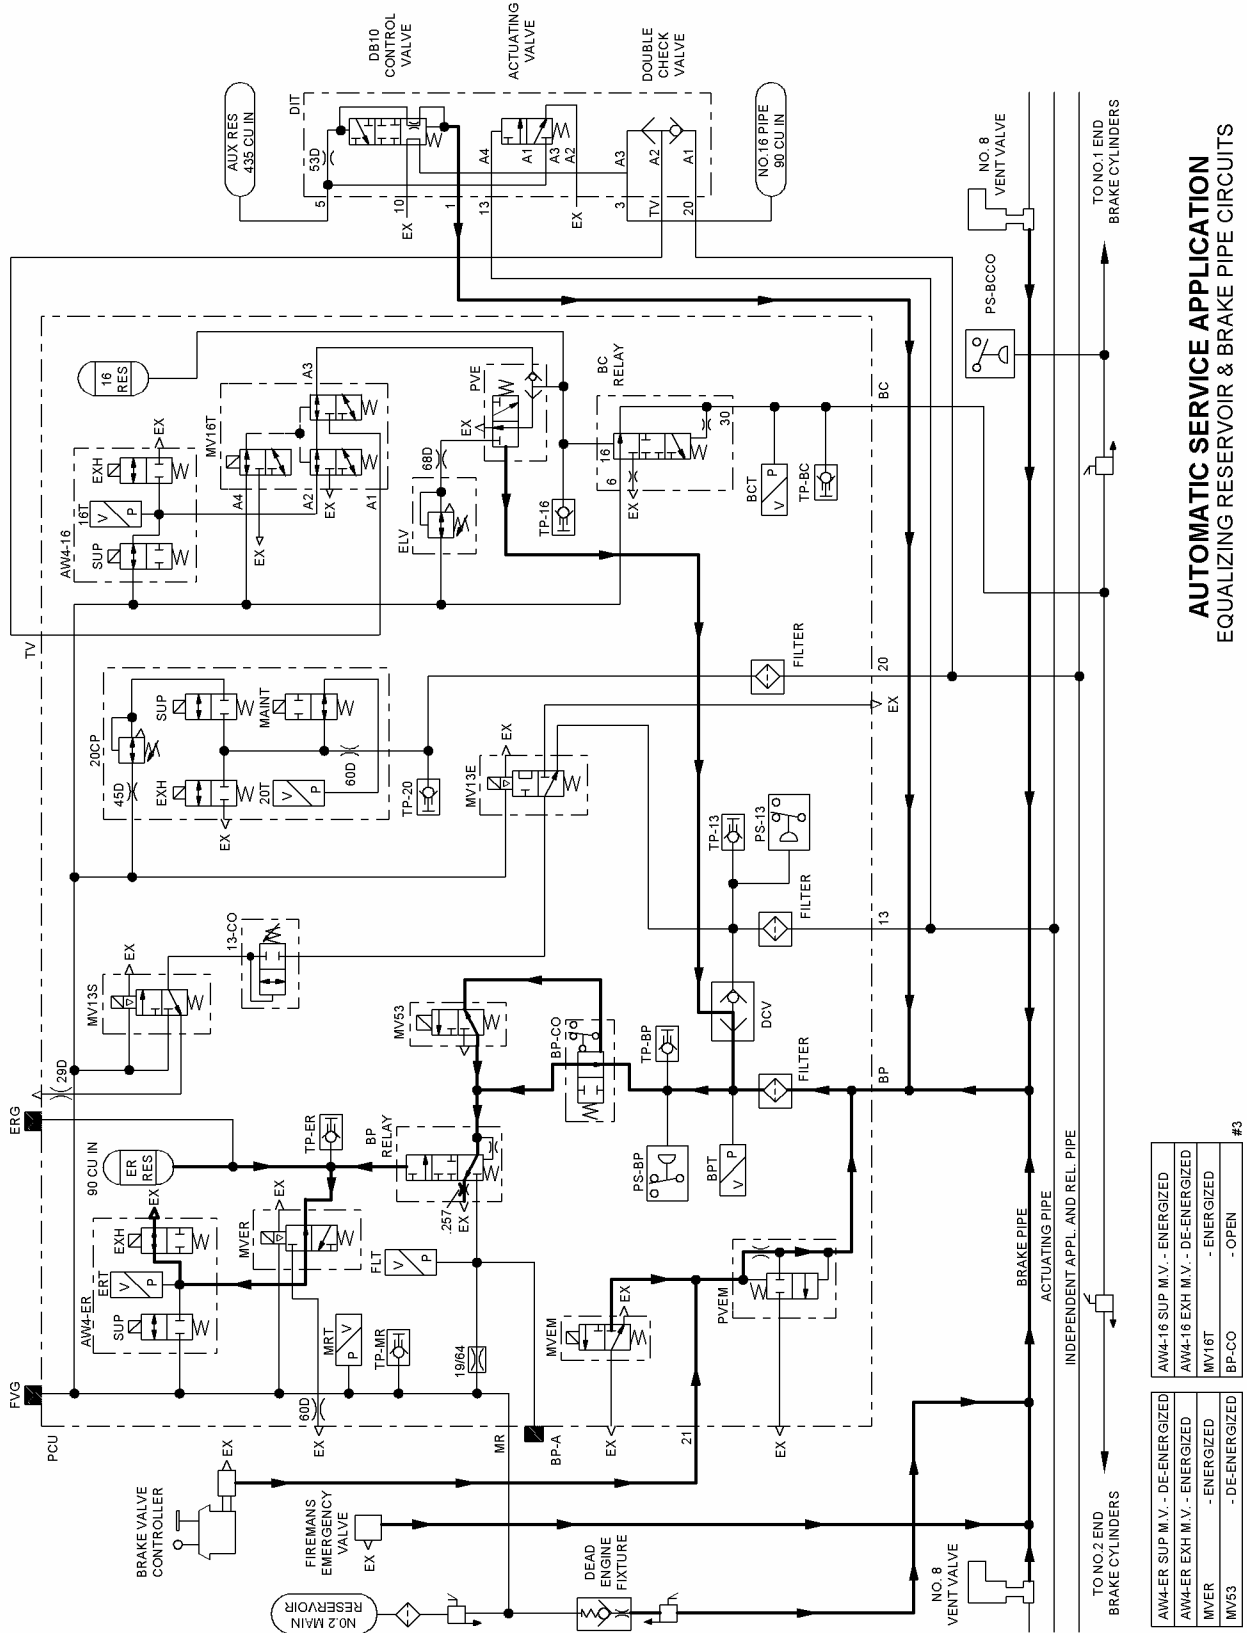 AUTOMATIC SERVICE APPLICATION
EQUALIZING RESERVOIR & BRAKE PIPE CIRCUITS
BRAKE VALVE
CONTROLLER
EX
FIREMANS
EMERGENCY
VALVE
EX
N0.2 MAIN
RESERVOIR
DEAD
ENGINE
FIXTURE
NO. 8
VENT VALVE
TO NO.2 END
BRAKE CYLINDERS
FVG
PCU
MR
BP-A
21
EX
EX
EX
60D
ERG
29D
EX
90 CU IN
ER
RES
EX
AW4-ER
SUP
ERT
V
P
EXH
MVER
EX
TP-ER
MRT
P
V
TP-MR
FLT
V
P
19/64
BP
RELAY
.257
EX
MVEM
EX
PVEM
PS-BP
BPT
V
P
TP-BP
BP-CO
MV53
MV13S
13-CO
FILTER
BP
DCV
TP-13
PS-13
FILTER
13
MV13E
EX
EX
20CP
45D
SUP
EXH
EX
MAINT
20T
V
P
60D
TP-20
FILTER
20
TV
AW4-16
SUP
16T
V
P
EXH
EX
16
RES
MV16T
A4
A3
A2
A1
EX
EX
ELV
68D
PVE
EX
TP-16
BC
RELAY
16
6
30
EX
BCT
V
P
TP-BC
BC
AUX RES
435 CU IN
DIT
53D
5
10
EX
1
13
A4
A1
A3
A2
EX
3
TV
20
A3
A2
A1
DB10
CONTROL
VALVE
ACTUATING
VALVE
DOUBLE
CHECK
VALVE
NO.16 PIPE
90 CU IN
NO. 8
VENT VALVE
PS-BCCO
TO NO.1 END
BRAKE CYLINDERS
BRAKE PIPE
ACTUATING PIPE
INDEPENDENT APPL. AND REL. PIPE
AW4-ER SUP M.V. - DE-ENERGIZED
AW4-ER EXH M.V. - ENERGIZED
MVER - ENERGIZED
MV53 - DE-ENERGIZED
AW4-16 SUP M.V. - ENERGIZED
AW4-16 EXH M.V. - DE-ENERGIZED
MV16T - ENERGIZED
BP-CO - OPEN
#3